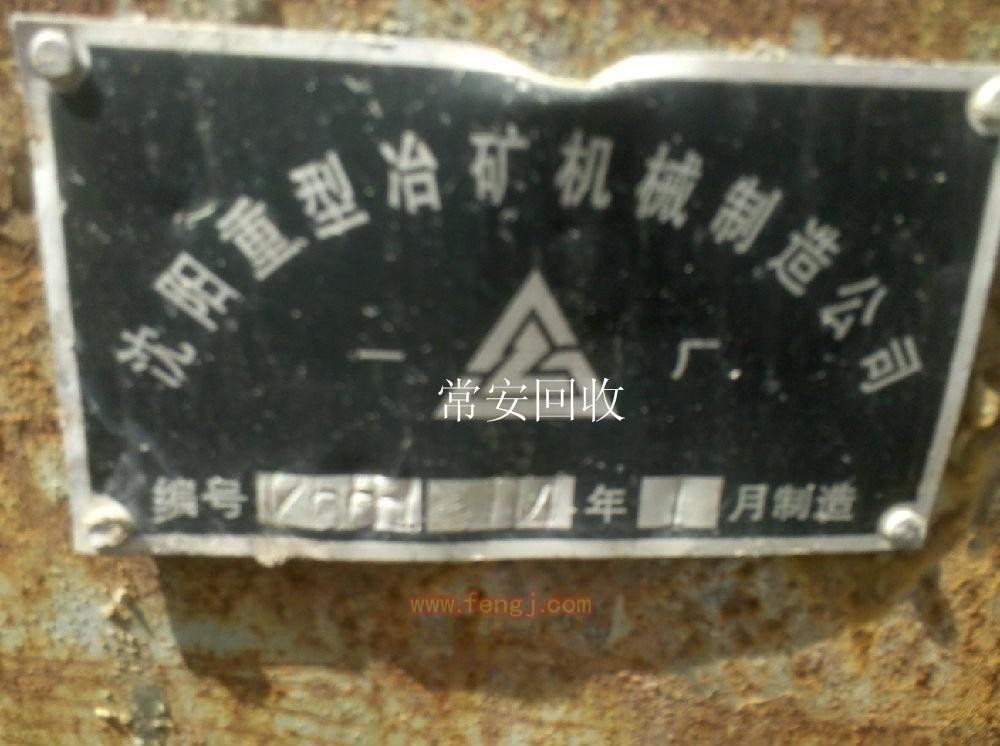 沈阳重型冶矿机械制造公司
一 厂
常安回收
编号 年 月制造
www.fengj.com